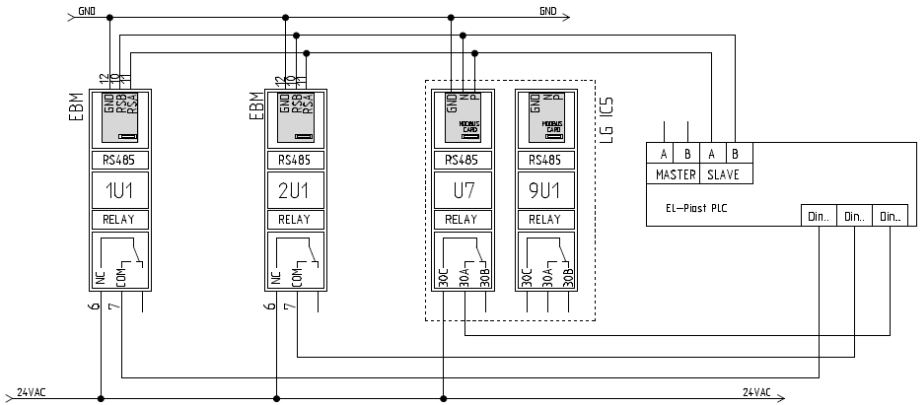 GND
GND
12
10
11
12
10
11
EBM
GND
RSB
RSA
EBM
GND
RSB
RSA
GND
N
P
MODBUS
CARD
GND
N
P
MODBUS
CARD
LG IC5
RS485
RS485
RS485
RS485
A B A B
MASTER SLAVE
1U1
2U1
U7
9U1
EL-Piast PLC
RELAY
RELAY
RELAY
RELAY
Din.. Din.. Din..
NC
COM
NC
COM
30C
30A
30B
30C
30A
30B
6
7
6
7
24VAC
24VAC